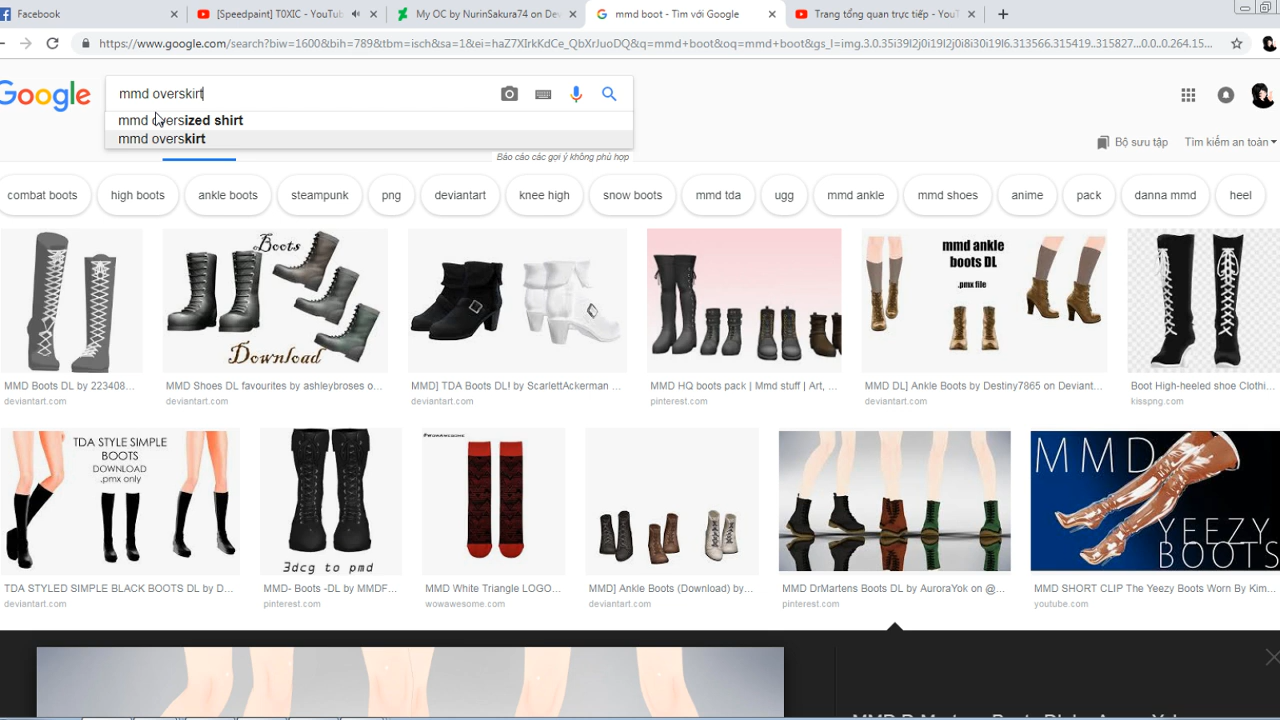 Facebook
[Speedpaint] T0XIC - YouTub
My OC by NurinSakura74 on De
mmd boot - Tìm với Google
Trang tổng quan trực tiếp - You
https://www.google.com/search?biw=1600&bih=789&tbm=isch&sa=1&ei=haZ7XIrkKdCe_QbXrJuoDQ&q=mmd+boot&oq=mmd+boot&gs_l=img.3.0.35i39l2j0i19l2j0i8i30i19l6.313566.315419..315827...0.0..0.264.15...
Google
mmd overskirt
mmd oversized shirt
mmd overskirt
Báo cáo các gợi ý không phù hợp
Bộ sưu tập
Tìm kiếm an toàn
combat boots
high boots
ankle boots
steampunk
png
deviantart
knee high
snow boots
mmd tda
ugg
mmd ankle
mmd shoes
anime
pack
danna mmd
heel
Boots
Download
mmd ankle
boots DL
.pmx file
MMD Boots DL by 223408...
deviantart.com
MMD Shoes DL favourites by ashleybroses o...
deviantart.com
MMD] TDA Boots DL! by ScarlettAckerman ...
deviantart.com
MMD HQ boots pack | Mmd stuff | Art, ...
pinterest.com
MMD DL] Ankle Boots by Destiny7865 on Deviant...
deviantart.com
Boot High-heeled shoe Clothi...
kisspng.com
TDA STYLE SIMPLE
BOOTS
DOWNLOAD
.pmx only
3dcg to pmd
MMD
YEEZY
BOOTS
TDA STYLED SIMPLE BLACK BOOTS DL by D...
deviantart.com
MMD- Boots -DL by MMDF...
pinterest.com
MMD White Triangle LOGO...
wowawesome.com
MMD] Ankle Boots (Download) by...
deviantart.com
MMD DrMartens Boots DL by AuroraYok on @...
pinterest.com
MMD SHORT CLIP The Yeezy Boots Worn By Kim...
youtube.com